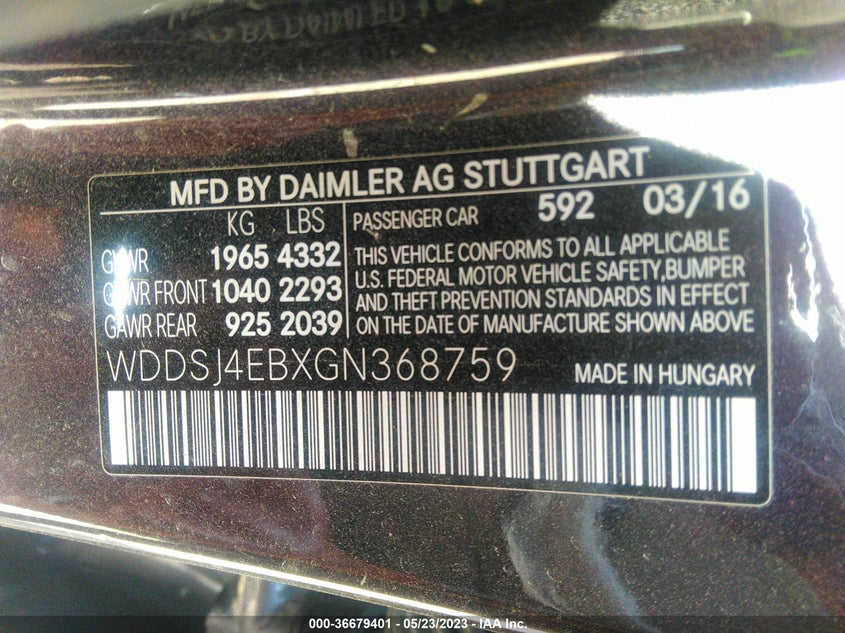 MFD BY DAIMLER AG STUTTGART
KG LBS
GVWR 1965 4332
GAWR FRONT 1040 2293
GAWR REAR 925 2039
PASSENGER CAR 592 03/16
THIS VEHICLE CONFORMS TO ALL APPLICABLE
U.S. FEDERAL MOTOR VEHICLE SAFETY,BUMPER
AND THEFT PREVENTION STANDARDS IN EFFECT
ON THE DATE OF MANUFACTURE SHOWN ABOVE
WDDSJ4EBXGN368759
MADE IN HUNGARY
000-36679401 - 05/23/2023 - IAA Inc.